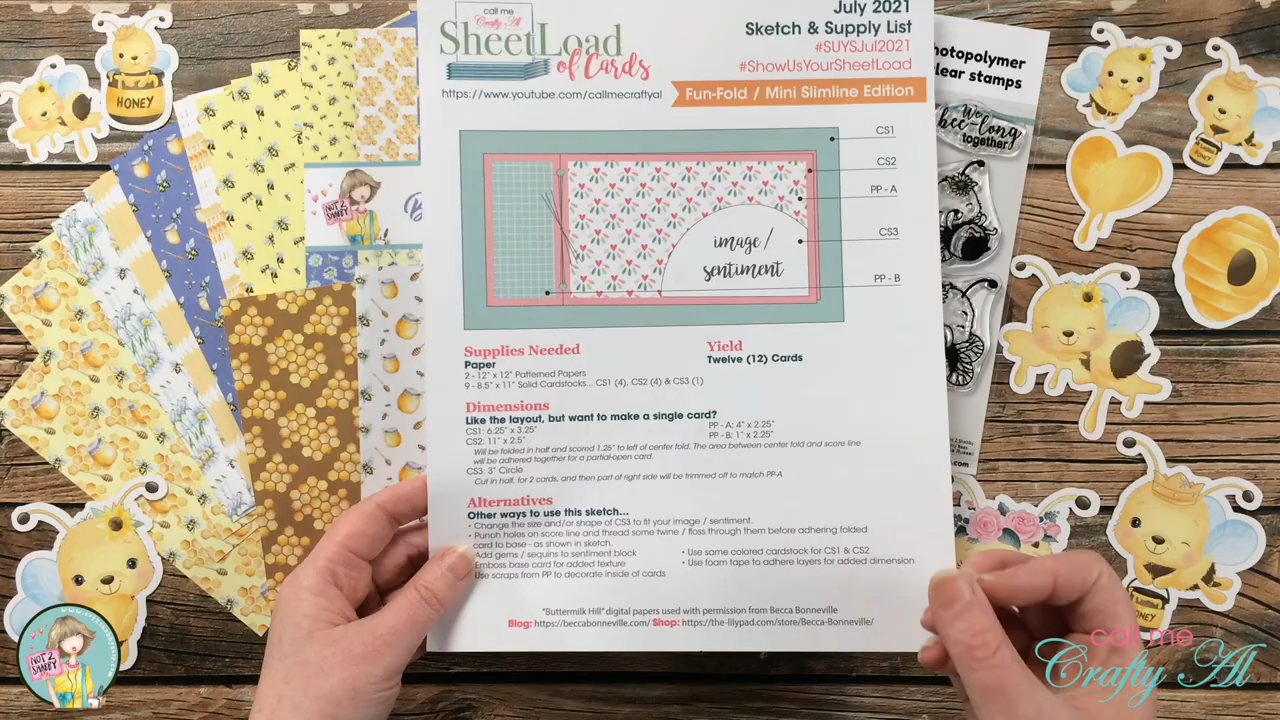 call me
Crafty Al
SheetLoad
of Cards
https://www.youtube.com/callmecraftyal
July 2021
Sketch & Supply List
#SUYSJul2021
#ShowUsYourSheetLoad
Fun-Fold / Mini Slimline Edition
CS1
CS2
PP - A
CS3
PP - B
image /
sentiment
Supplies Needed
Paper
2 - 12" x 12" Patterned Papers
9 - 8.5" x 11" Solid Cardstocks... CS1 (4), CS2 (4) & CS3 (1)
Yield
Twelve (12) Cards
Dimensions
Like the layout, but want to make a single card?
CS1: 6.25" x 3.25"
CS2: 11" x 2.5"
PP - A: 4" x 2.25"
PP - B: 1" x 2.25"
Will be folded in half and scored 1.25" to left of center fold. The area between center fold and score line
will be adhered together for a partial-open card.
CS3: 3" Circle
Cut in half, for 2 cards, and then part of right side will be trimmed off to match PP-A
Alternatives
Other ways to use this sketch...
• Change the size and/or shape of CS3 to fit your image / sentiment.
• Punch holes on score line and thread some twine / floss through them before adhering folded
card to base - as shown in sketch.
Add gems / sequins to sentiment block
Emboss base card for added texture
Use scraps from PP to decorate inside of cards
• Use same colored cardstock for CS1 & CS2
• Use foam tape to adhere layers for added dimension
"Buttermilk Hill" digital papers used with permission from Becca Bonneville
Blog: https://beccabonneville.com/ Shop: https://the-lilypad.com/store/Becca-Bonneville/
hotopolymer
lear stamps
We
bee-long
together
HONEY
NOT 2
SHABBY
NOT 2
SHABBY
call me
Crafty Al